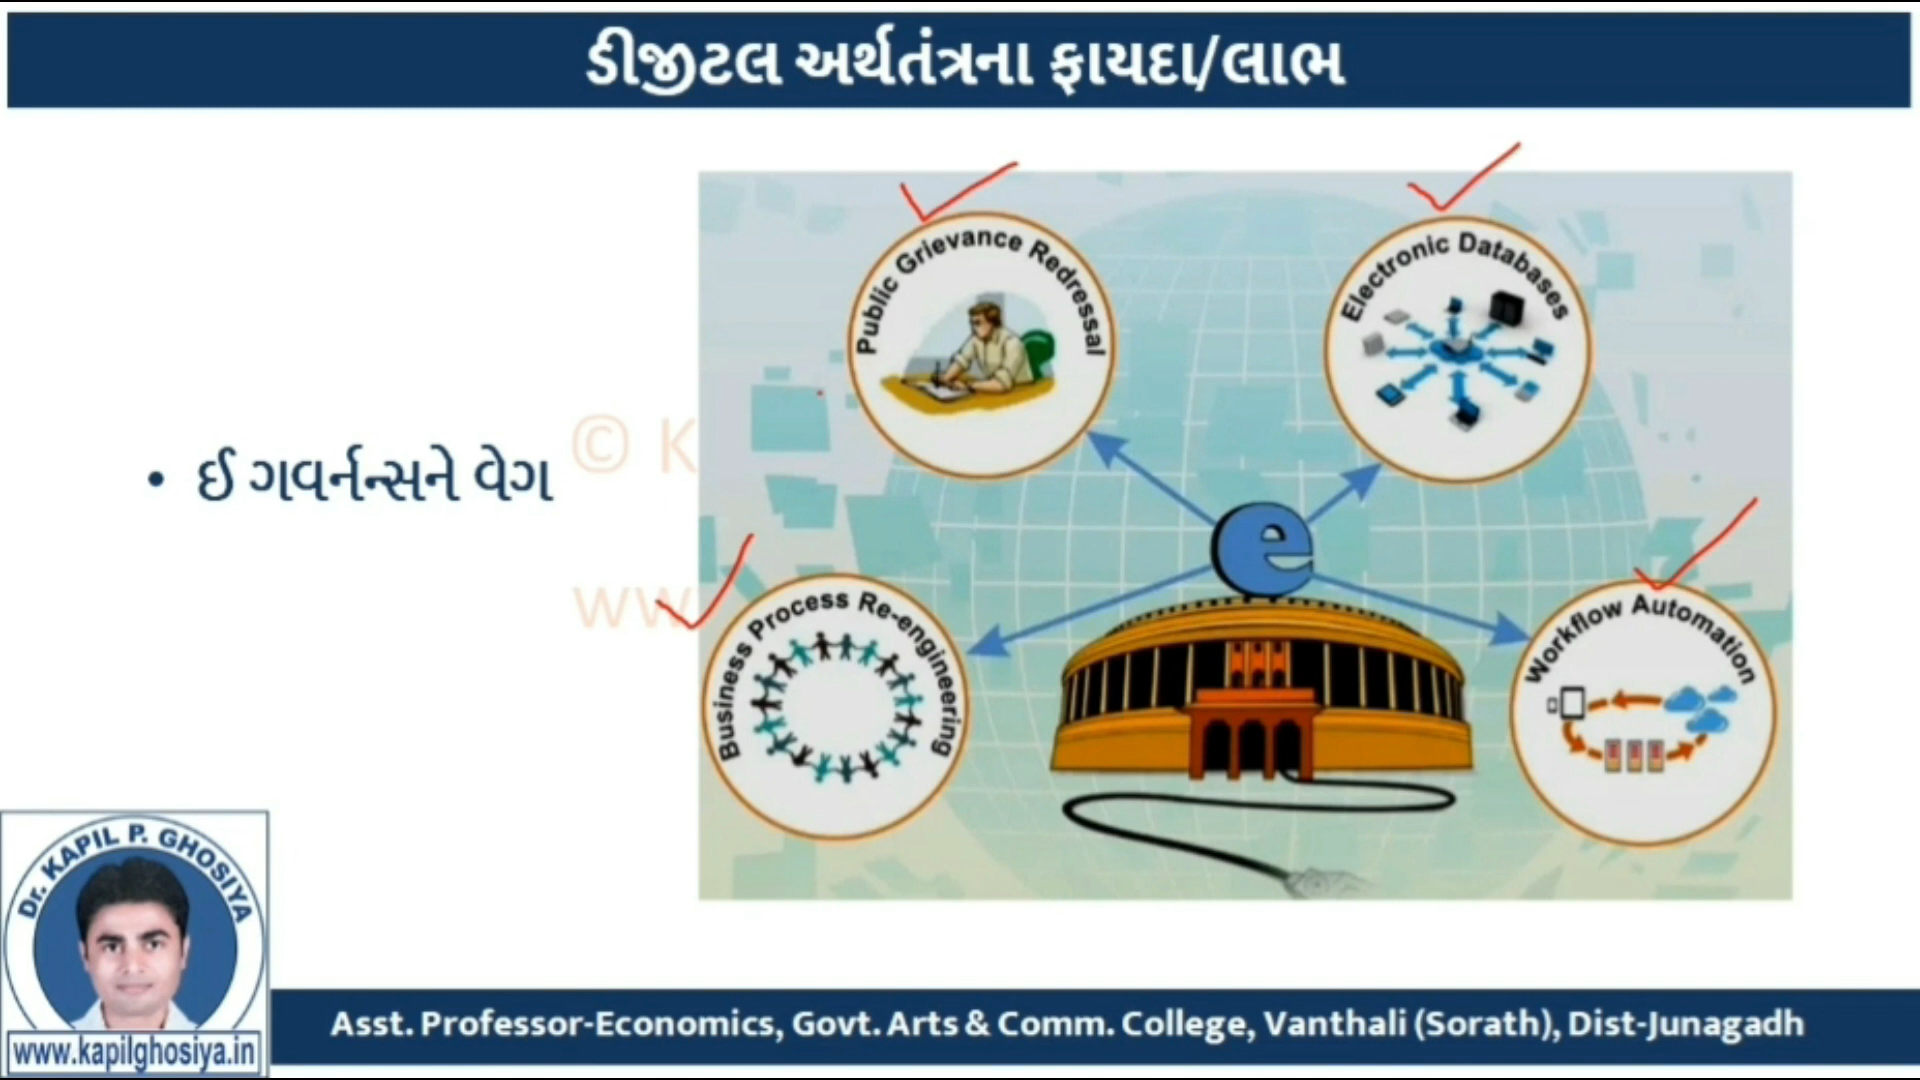 ડીજીટલ અર્થતંત્રના ફાયદા/લાભ
Public Grievance Redressal
Electronic Databases
• ઈ ગવર્નન્સને વેગ
© K
e
ww
Business Process Re-engineering
Workflow Automation
Dr. KAPIL P. GHOSIYA
www.kapilghosiya.in
Asst. Professor-Economics, Govt. Arts & Comm. College, Vanthali (Sorath), Dist-Junagadh